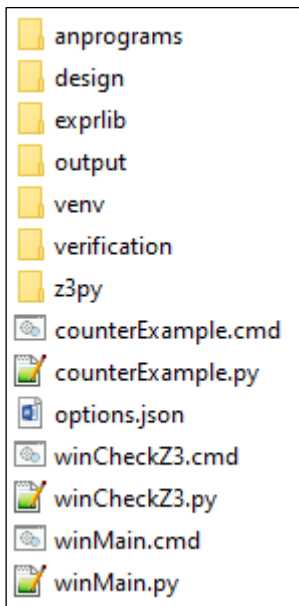 anprograms
design
exprlib
output
venv
verification
z3py
counterExample.cmd
counterExample.py
options.json
winCheckZ3.cmd
winCheckZ3.py
winMain.cmd
winMain.py